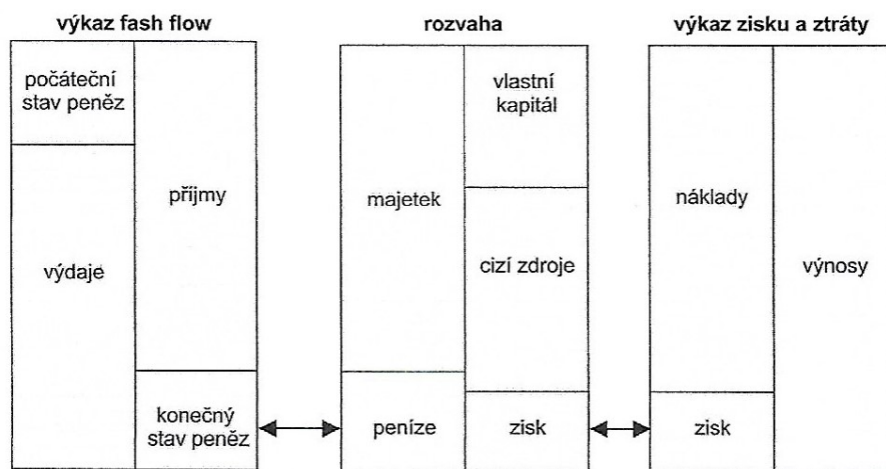 výkaz fash flow
počáteční
stav peněz
výdaje
příjmy
konečný
stav peněz
rozvaha
majetek
peníze
vlastní
kapitál
cizí zdroje
zisk
výkaz zisku a ztráty
náklady
zisk
výnosy